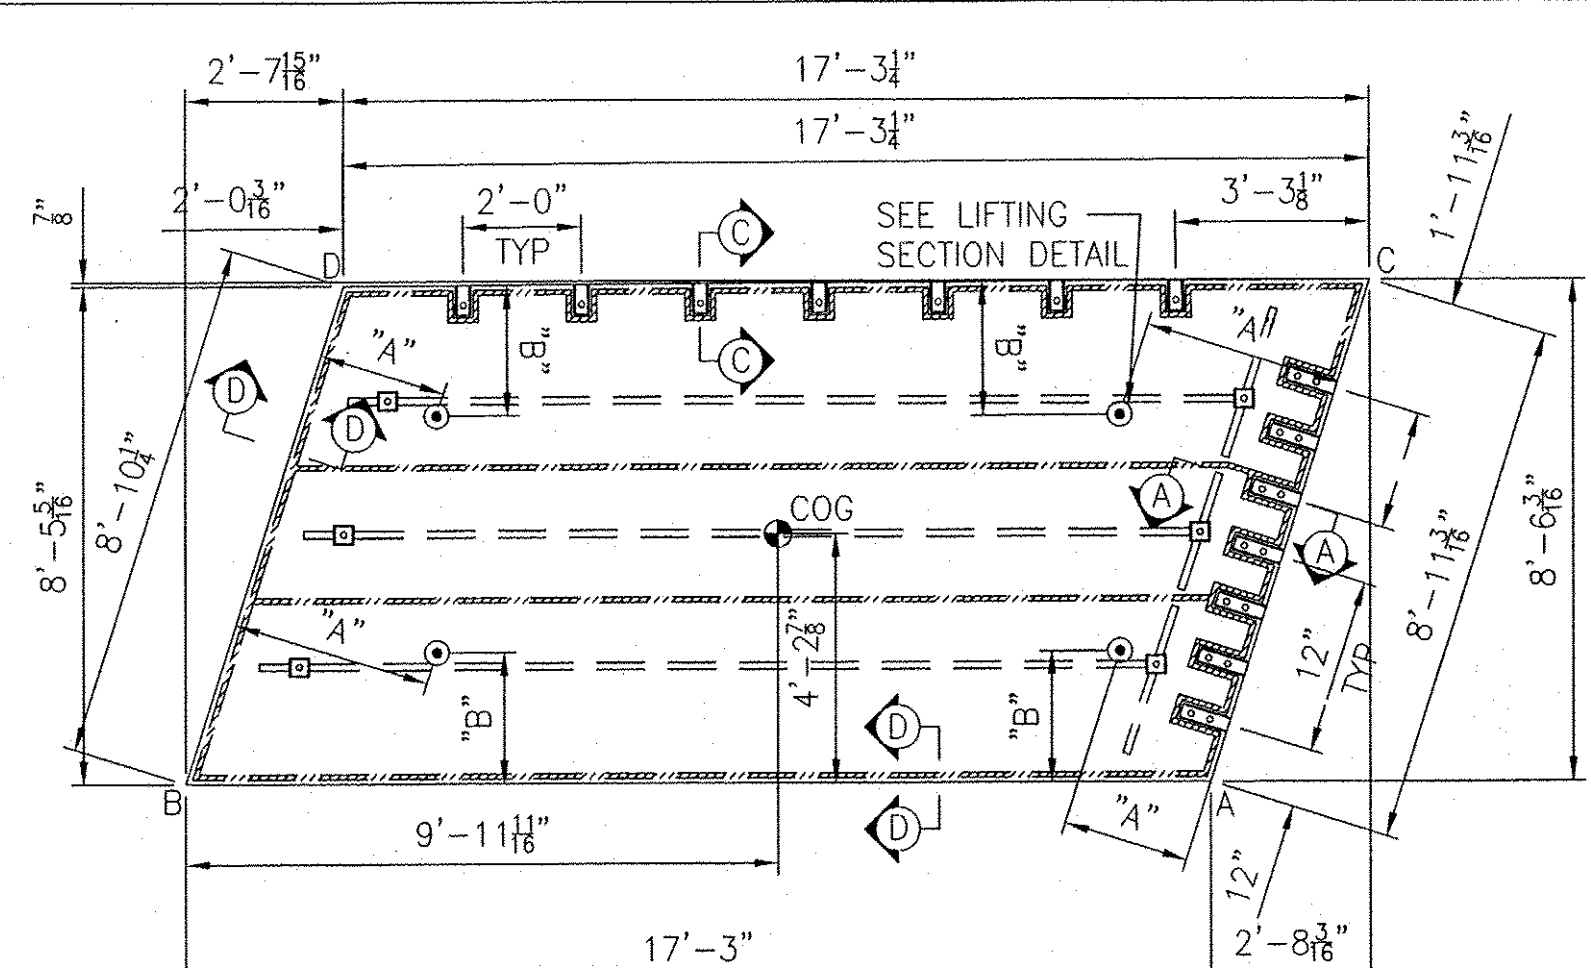 2'-7 15/16"
17'-3 1/4"
17'-3 1/4"
1'-11 3/16"
7/8"
2'-0 3/16"
2'-0"
TYP
C
SEE LIFTING
SECTION DETAIL
3'-3 1/8"
D
C
"A"
"B"
C
"B"
"A"
D
D
8'-10 1/4"
8'-5 5/16"
COG
A
A
8'-6 3/16"
8'-11 3/16"
"A"
4'-2 7/8"
12"
TYP
"B"
"B"
D
B
A
9'-11 11/16"
D
"A"
12"
17'-3"
2'-8 3/16"